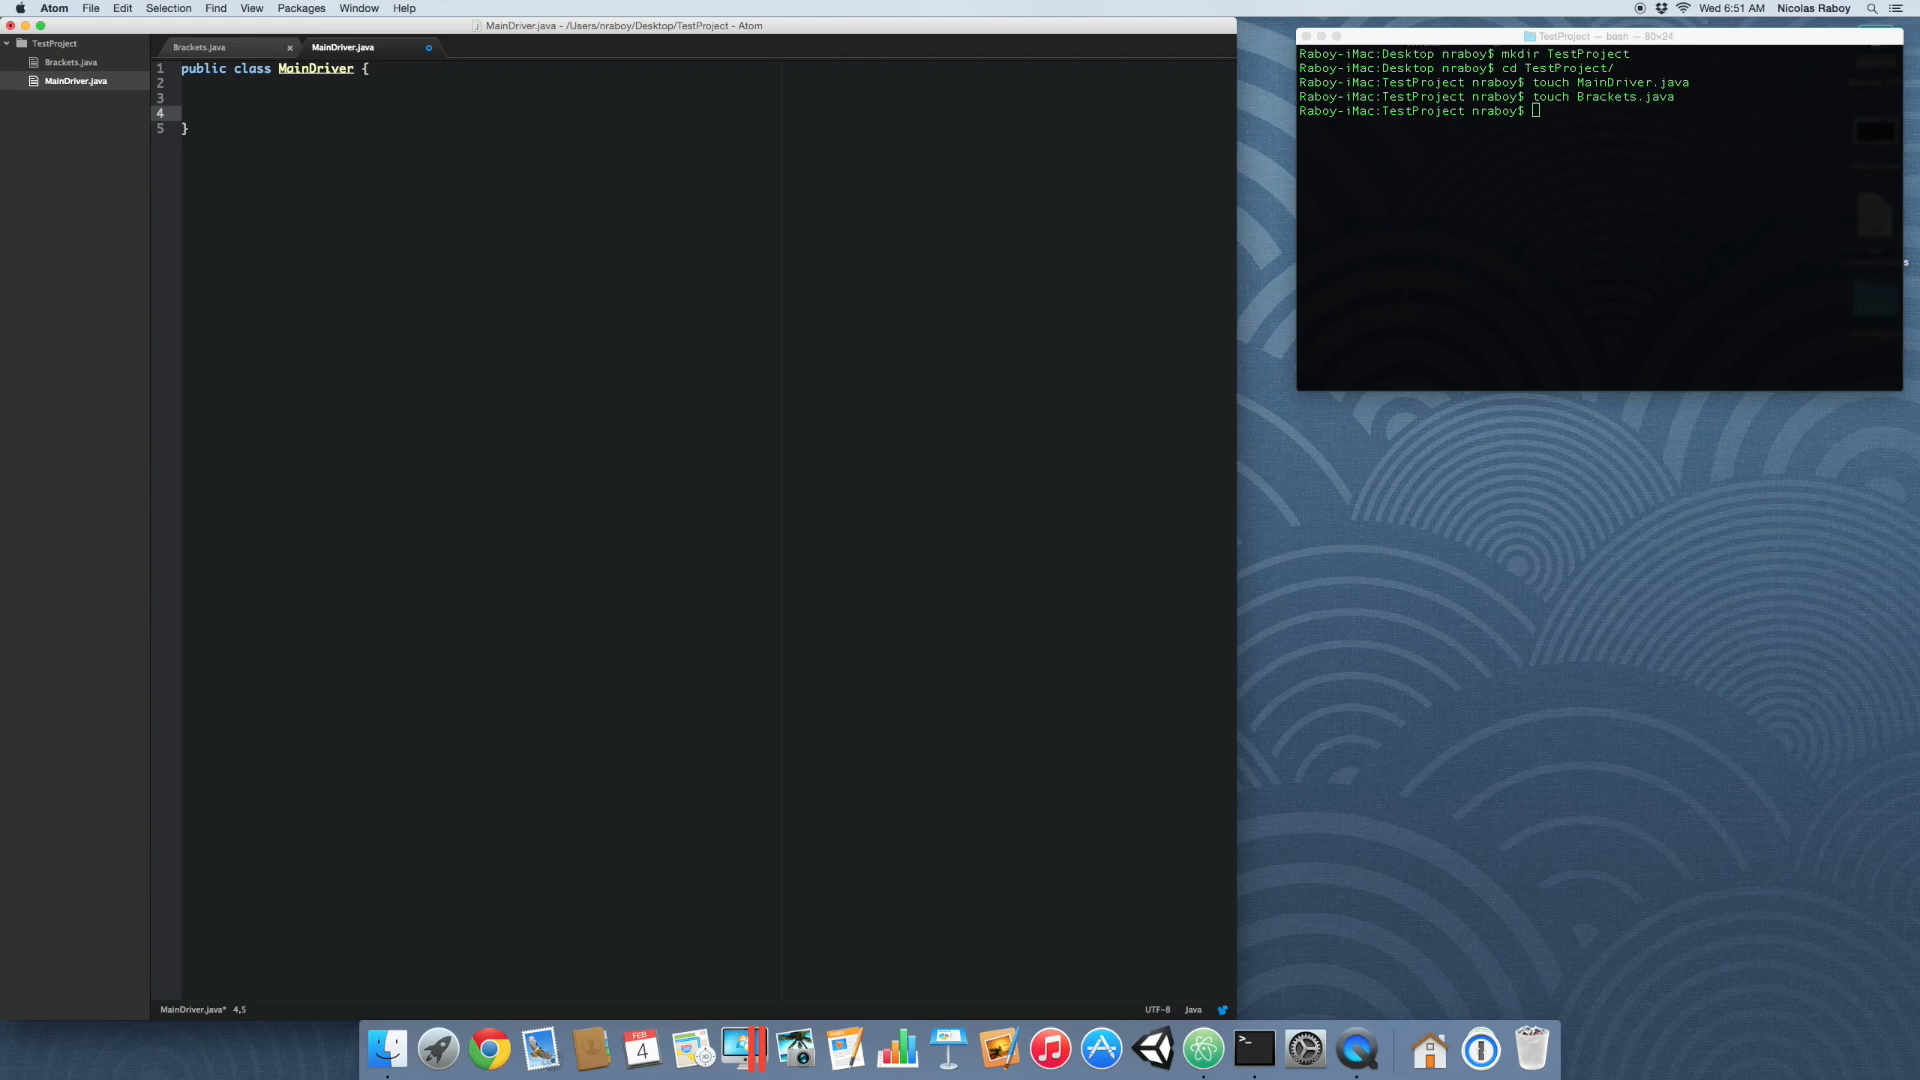 Atom File Edit Selection Find View Packages Window Help
Wed 6:51 AM Nicolas Raboy
MainDriver.java - /Users/nraboy/Desktop/TestProject - Atom
TestProject
Brackets.java
MainDriver.java
Brackets.java
MainDriver.java
1 public class MainDriver {
2
3
4
5 }
MainDriver.java* 4,5
UTF-8 Java
TestProject — bash — 80×24
Raboy-iMac:Desktop nraboy$ mkdir TestProject
Raboy-iMac:Desktop nraboy$ cd TestProject/
Raboy-iMac:TestProject nraboy$ touch MainDriver.java
Raboy-iMac:TestProject nraboy$ touch Brackets.java
Raboy-iMac:TestProject nraboy$
s
FEB
4